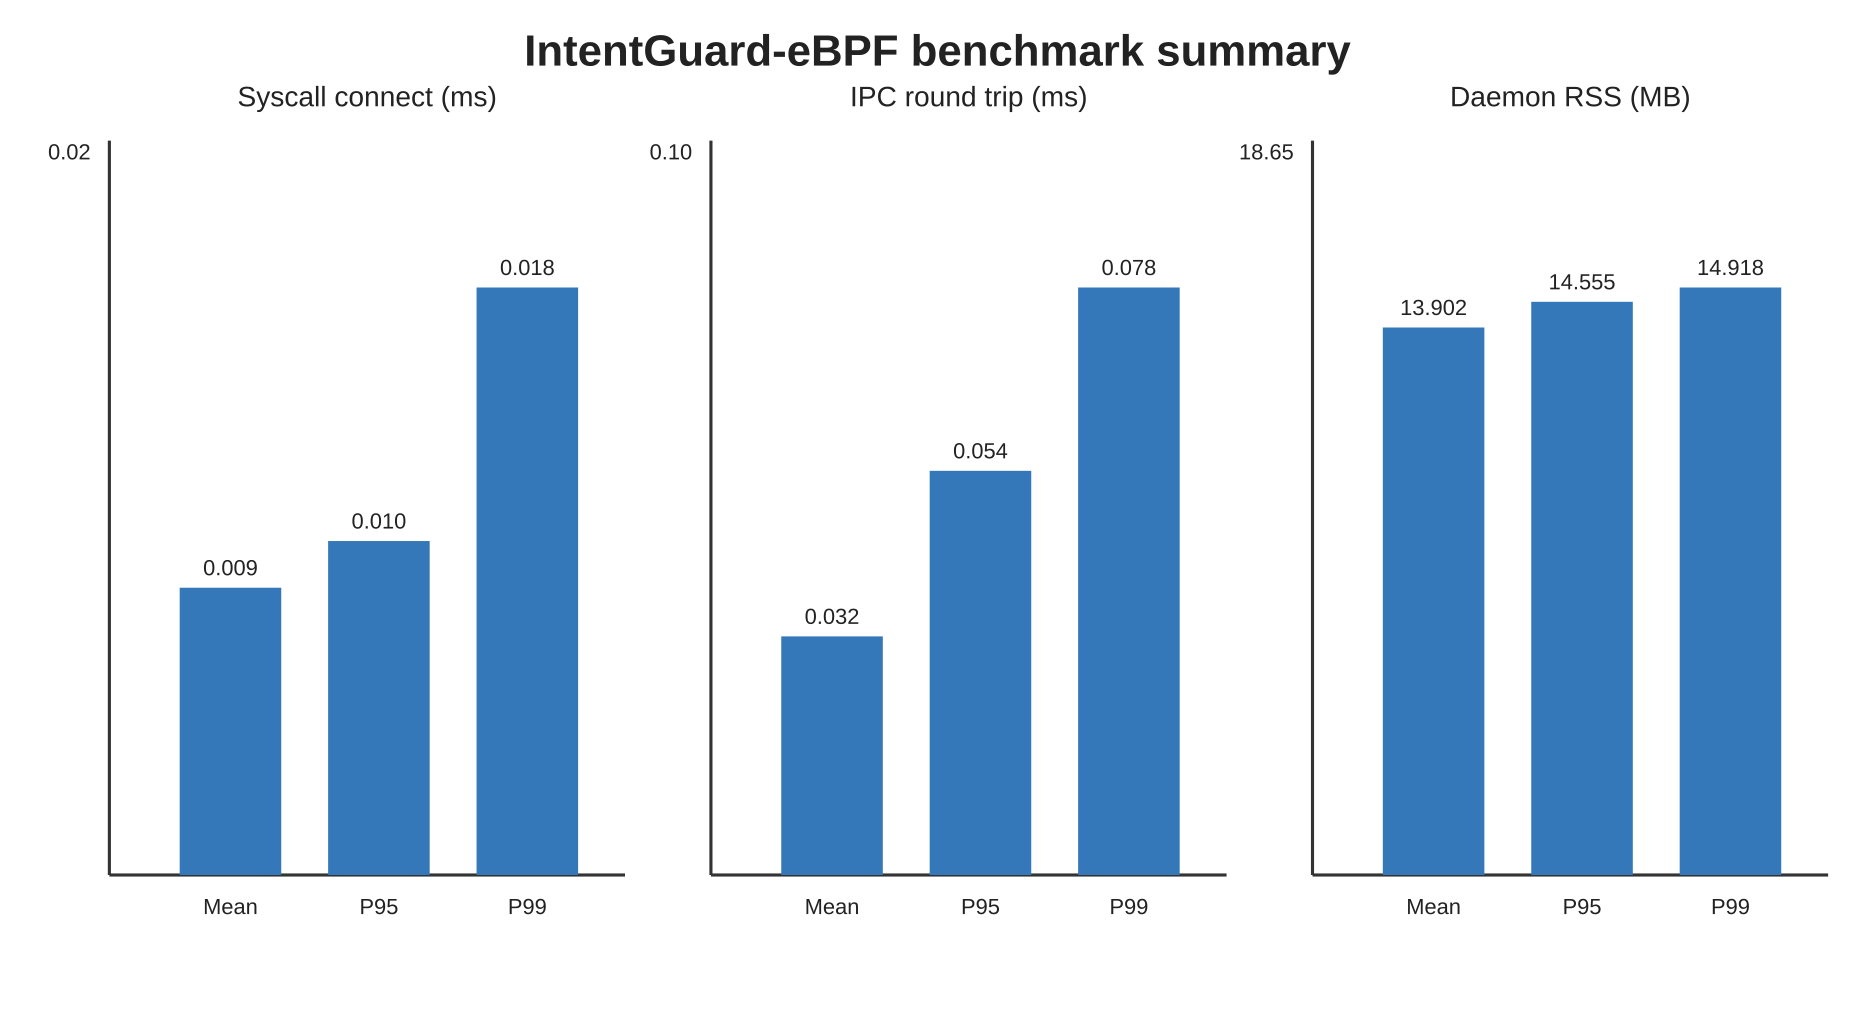 IntentGuard-eBPF benchmark summary
Syscall connect (ms)
0.02
0.009
0.010
0.018
Mean
P95
P99
IPC round trip (ms)
0.10
0.032
0.054
0.078
Mean
P95
P99
Daemon RSS (MB)
18.65
13.902
14.555
14.918
Mean
P95
P99